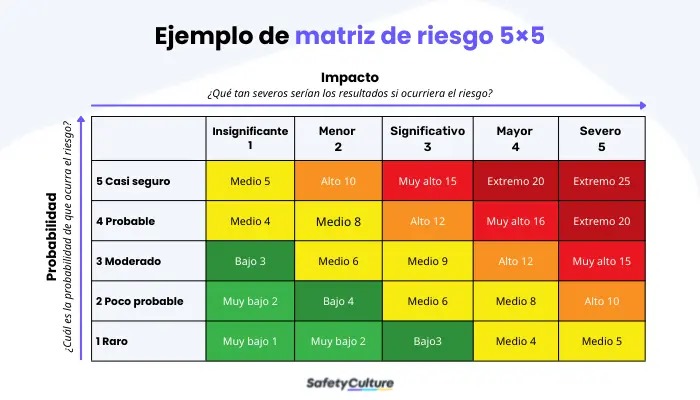 Ejemplo de matriz de riesgo 5×5
Impacto
¿Qué tan severos serían los resultados si ocurriera el riesgo?
Probabilidad
¿Cuál es la probabilidad de que ocurra el riesgo?
Insignificante 1 Menor 2 Significativo 3 Mayor 4 Severo 5
5 Casi seguro Medio 5 Alto 10 Muy alto 15 Extremo 20 Extremo 25
4 Probable Medio 4 Medio 8 Alto 12 Muy alto 16 Extremo 20
3 Moderado Bajo 3 Medio 6 Medio 9 Alto 12 Muy alto 15
2 Poco probable Muy bajo 2 Bajo 4 Medio 6 Medio 8 Alto 10
1 Raro Muy bajo 1 Muy bajo 2 Bajo3 Medio 4 Medio 5
SafetyCulture